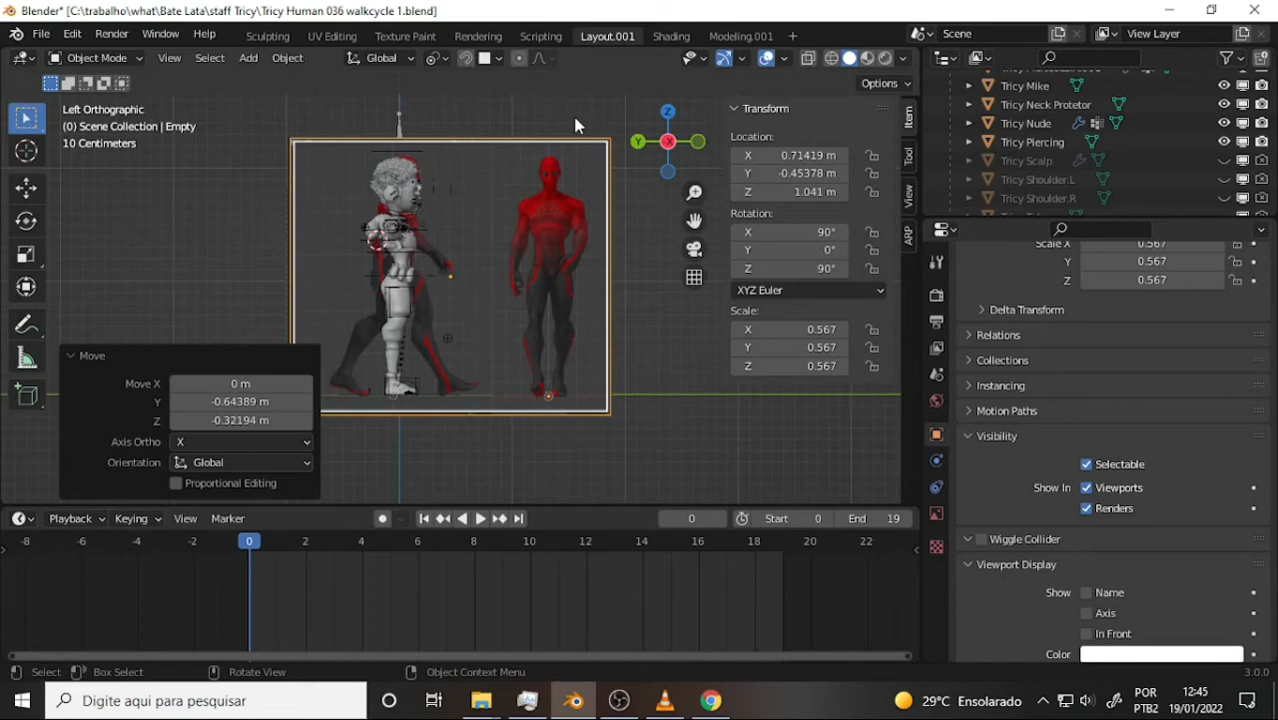 Blender* [C:\trabalho\what\Bate Lata\staff Tricy\Tricy Human 036 walkcycle 1.blend]
File Edit Render Window Help Sculpting UV Editing Texture Paint Rendering Scripting Layout.001 Shading Modeling.001 + Scene View Layer
Object Mode View Select Add Object Global
Options
Left Orthographic
(0) Scene Collection | Empty
10 Centimeters
Z
Y
X
Transform
Location:
X 0.71419 m
Y -0.45378 m
Z 1.041 m
Rotation:
X 90°
Y 0°
Z 90°
XYZ Euler
Scale:
X 0.567
Y 0.567
Z 0.567
Item
Tool
View
ARP
Move
Move X 0 m
Y -0.64389 m
Z -0.32194 m
Axis Ortho X
Orientation Global
Proportional Editing
Tricy Mike
Tricy Neck Protetor
Tricy Nude
Tricy Piercing
Tricy Scalp
Tricy Shoulder.L
Tricy Shoulder.R
Scale X 0.567
Y 0.567
Z 0.567
Delta Transform
Relations
Collections
Instancing
Motion Paths
Visibility
Selectable
Show In Viewports
Renders
Wiggle Collider
Viewport Display
Show Name
Axis
In Front
Color
Playback Keying View Marker 0 Start 0 End 19
-8 -6 -4 -2 0 2 4 6 8 10 12 14 16 18 20 22
Select Box Select Rotate View Object Context Menu 3.0.0
Digite aqui para pesquisar
29°C Ensolarado
POR
PTB2
12:45
19/01/2022